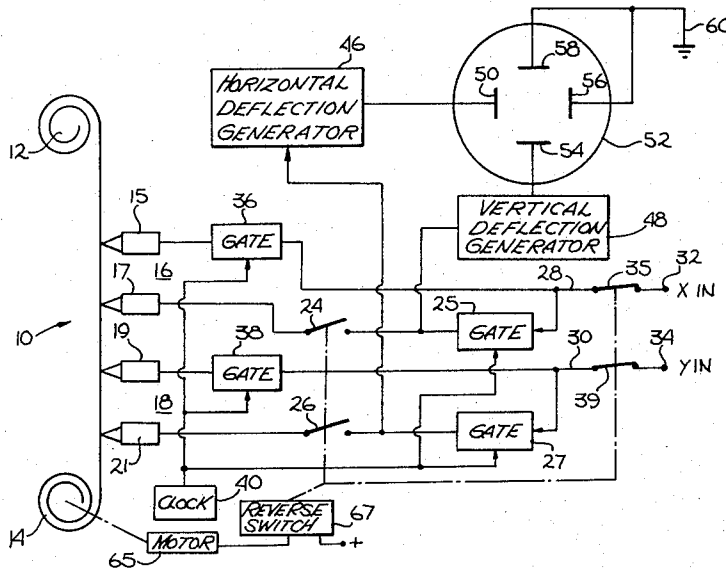 46
60
HORIZONTAL
DEFLECTION
GENERATOR
58
50
56
54
52
12
15
36
GATE
VERTICAL
DEFLECTION
GENERATOR
48
16
17
28
35
32
X IN
24
25
GATE
10
19
38
GATE
30
34
Y IN
39
18
26
21
GATE
27
CLOCK
40
REVERSE
SWITCH
67
14
MOTOR
65
+